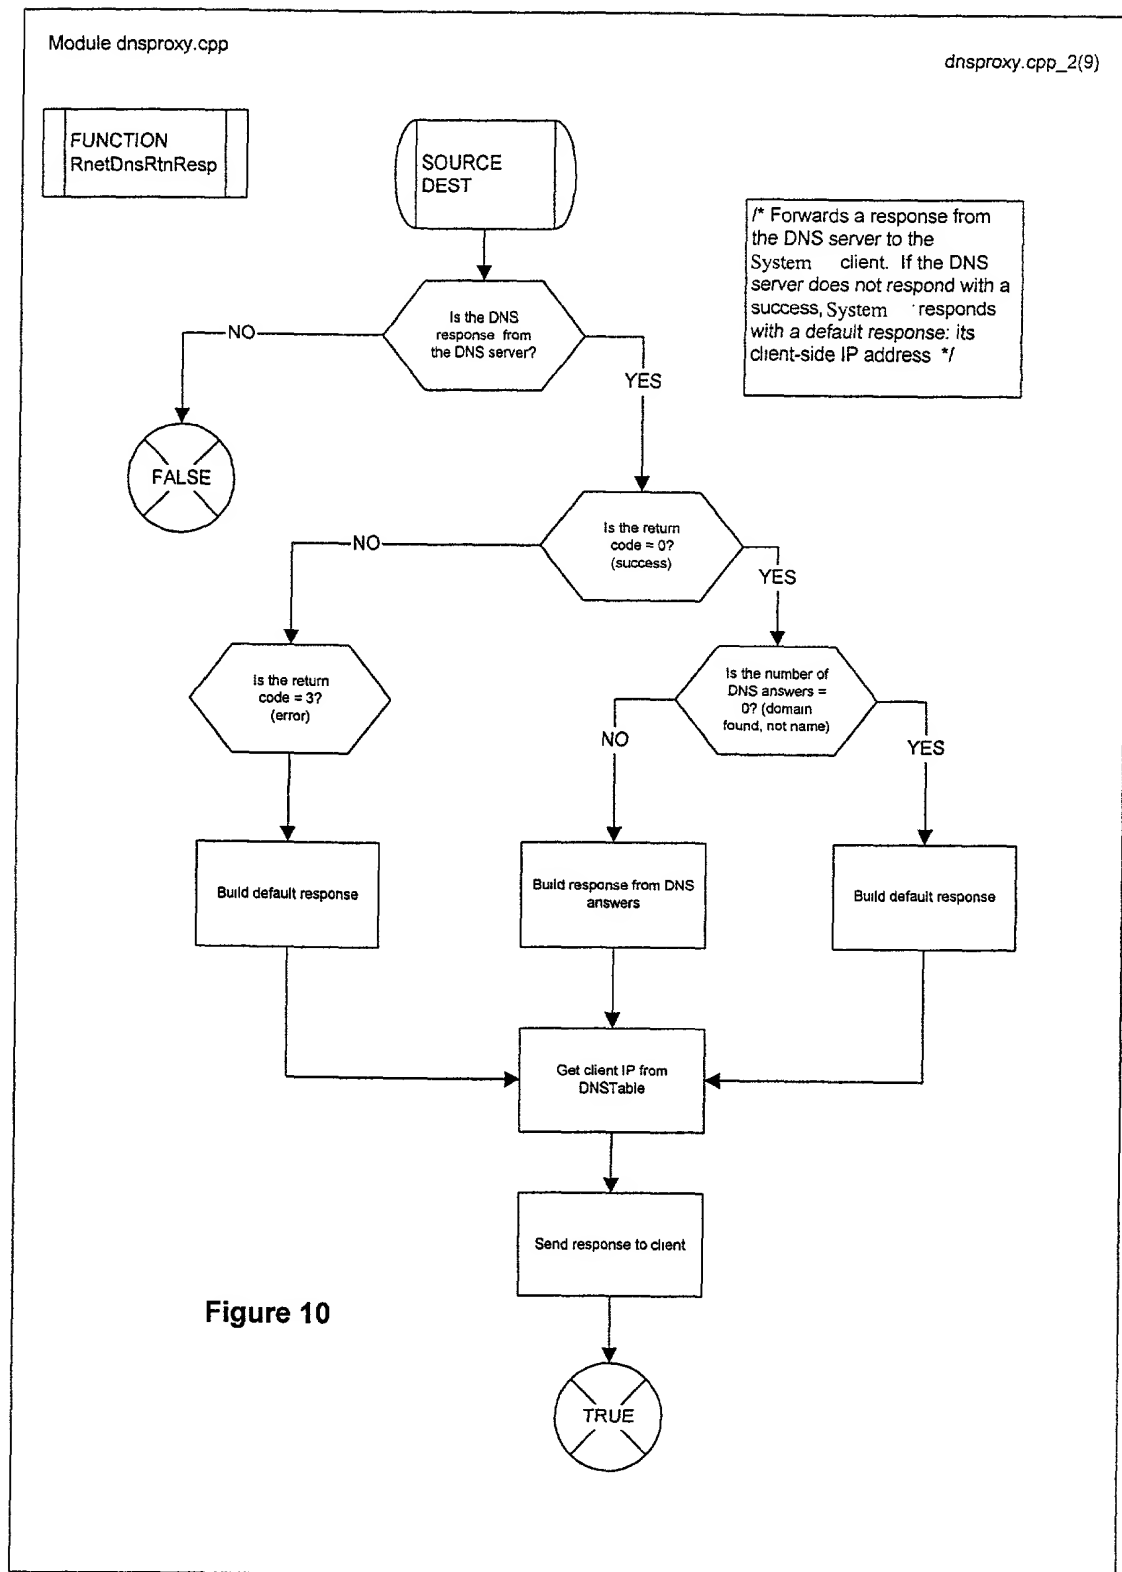 Module dnsproxy.cpp
dnsproxy.cpp_2(9)
FUNCTION
RnetDnsRtnResp
SOURCE
DEST
/* Forwards a response from
the DNS server to the
System client. If the DNS
server does not respond with a
success, System responds
with a default response: its
client-side IP address */
Is the DNS
response from
the DNS server?
NO
YES
FALSE
Is the return
code = 0?
(success)
NO
YES
Is the return
code = 3?
(error)
Is the number of
DNS answers =
0? (domain
found, not name)
NO
YES
Build default response
Build response from DNS
answers
Build default response
Get client IP from
DNSTable
Send response to client
Figure 10
TRUE